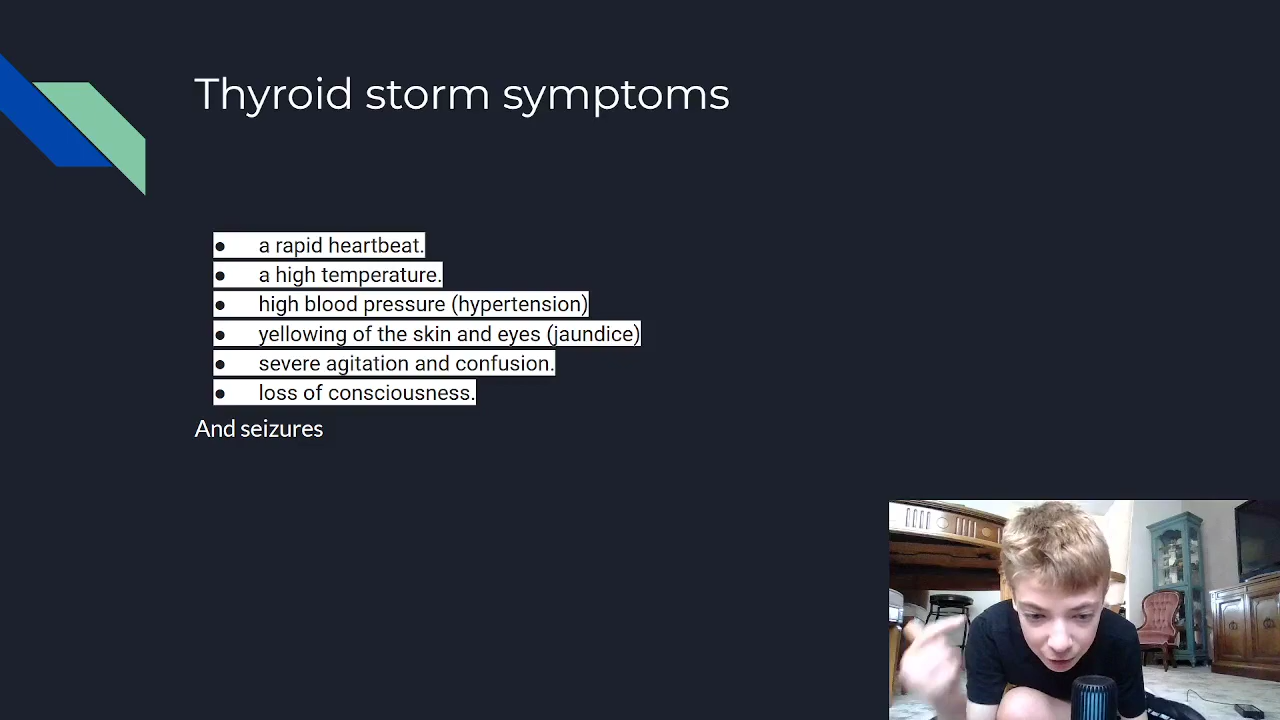 Thyroid storm symptoms
● a rapid heartbeat.
● a high temperature.
● high blood pressure (hypertension)
● yellowing of the skin and eyes (jaundice)
● severe agitation and confusion.
● loss of consciousness.
And seizures